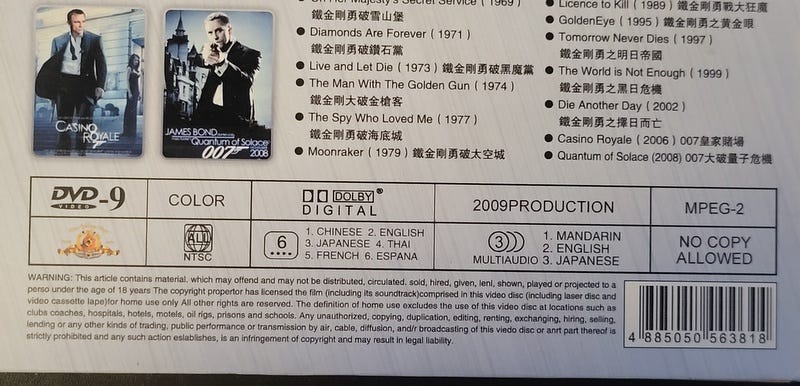 On Her Majesty's Secret Service (1969)
鐵金剛勇破雪山堡
Diamonds Are Forever (1971)
鐵金剛勇破鑽石黨
Live and Let Die (1973) 鐵金剛勇破黑魔黨
The Man With The Golden Gun (1974)
鐵金剛大破金槍客
The Spy Who Loved Me (1977)
鐵金剛勇破海底城
Moonraker (1979) 鐵金剛勇破太空城
Licence to Kill (1989) 鐵金剛勇戰大狂魔
GoldenEye (1995) 鐵金剛勇之黃金眼
Tomorrow Never Dies (1997)
鐵金剛勇之明日帝國
The World is Not Enough (1999)
鐵金剛勇之黑日危機
Die Another Day (2002)
鐵金剛勇之擇日而亡
Casino Royale (2006) 007皇家賭場
Quantum of Solace (2008) 007大破量子危機
CASINO
ROYALE
JAMES BOND
Quantum of Solace
007 2008
DVD-9
VIDEO
COLOR
DOLBY®
DIGITAL
2009PRODUCTION
MPEG-2
ALL
NTSC
6
1. CHINESE 2. ENGLISH
3. JAPANESE 4. THAI
5. FRENCH 6. ESPANA
3
MULTIAUDIO
1. MANDARIN
2. ENGLISH
3. JAPANESE
NO COPY
ALLOWED
WARNING: This article contains material. which may offend and may not be distributed, circulated. sold, hired, given, lenl, shown, played or projected to a
perso under the age of 18 years The copyright propertor has licensed the film (including its soundtrack)comprised in this video disc (including laser disc and
video cassette lape)for home use only All other rights are reserved. The definition of home use excludes the use of this video disc at locations such as
clubs coaches, hospitals, hotels, motels, oil rigs, prisons and schools. Any unauthorized, copying, duplication, editing, renting, exchanging, hiring, selling,
lending or any other kinds of trading, public performance or transmission by air, cable, diffusion, and/r broadcasting of this viedo disc or anrt part thereof is
strictly prohibited and any such action eslablishes, is an infringement of copyright and may result in legal liability.
4 885050 563818